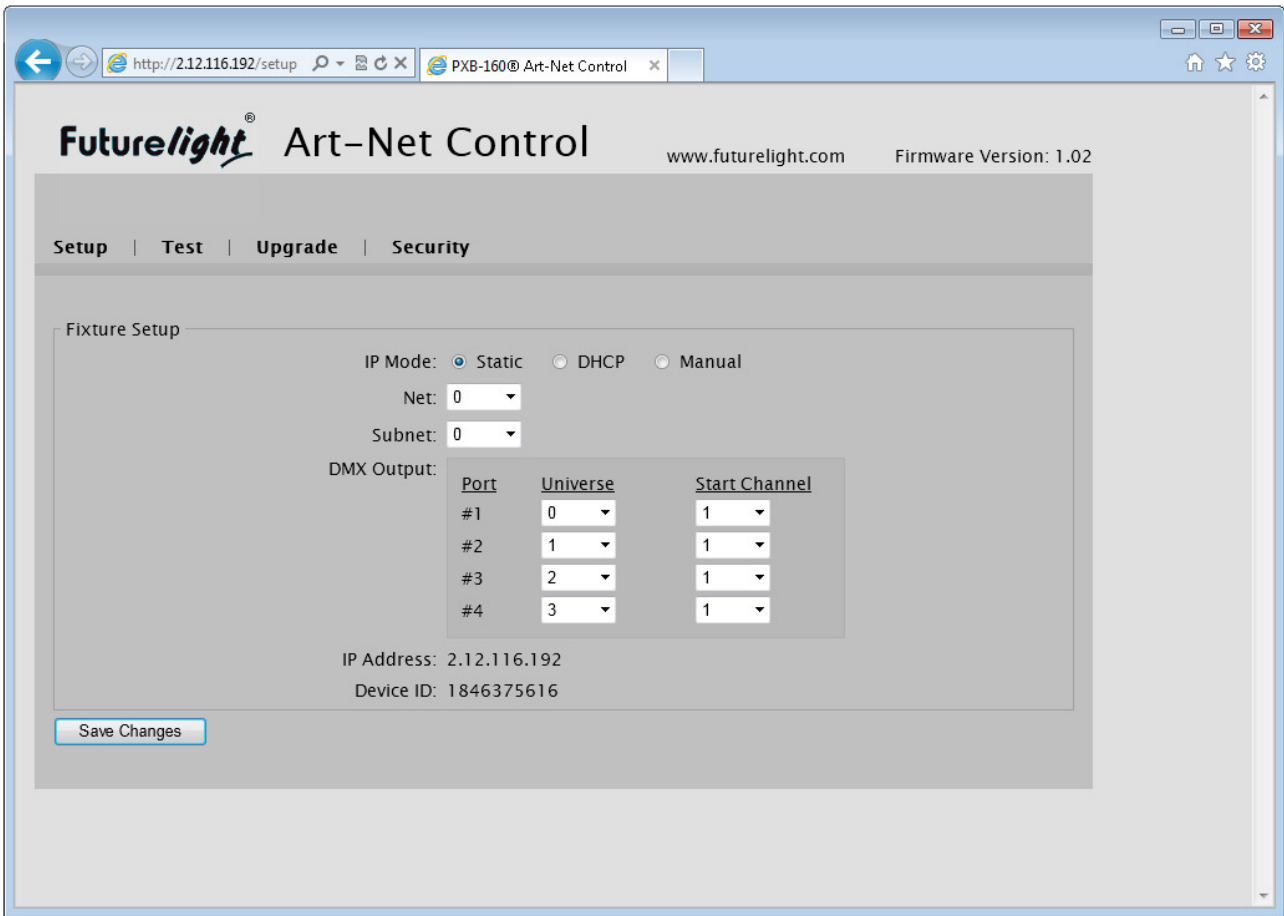 http://2.12.116.192/setup
PXB-160® Art-Net Control
Futurelight® Art-Net Control www.futurelight.com Firmware Version: 1.02
Setup | Test | Upgrade | Security
Fixture Setup
IP Mode: Static DHCP Manual
Net: 0
Subnet: 0
DMX Output:
Port Universe Start Channel
#1 0 1
#2 1 1
#3 2 1
#4 3 1
IP Address: 2.12.116.192
Device ID: 1846375616
Save Changes